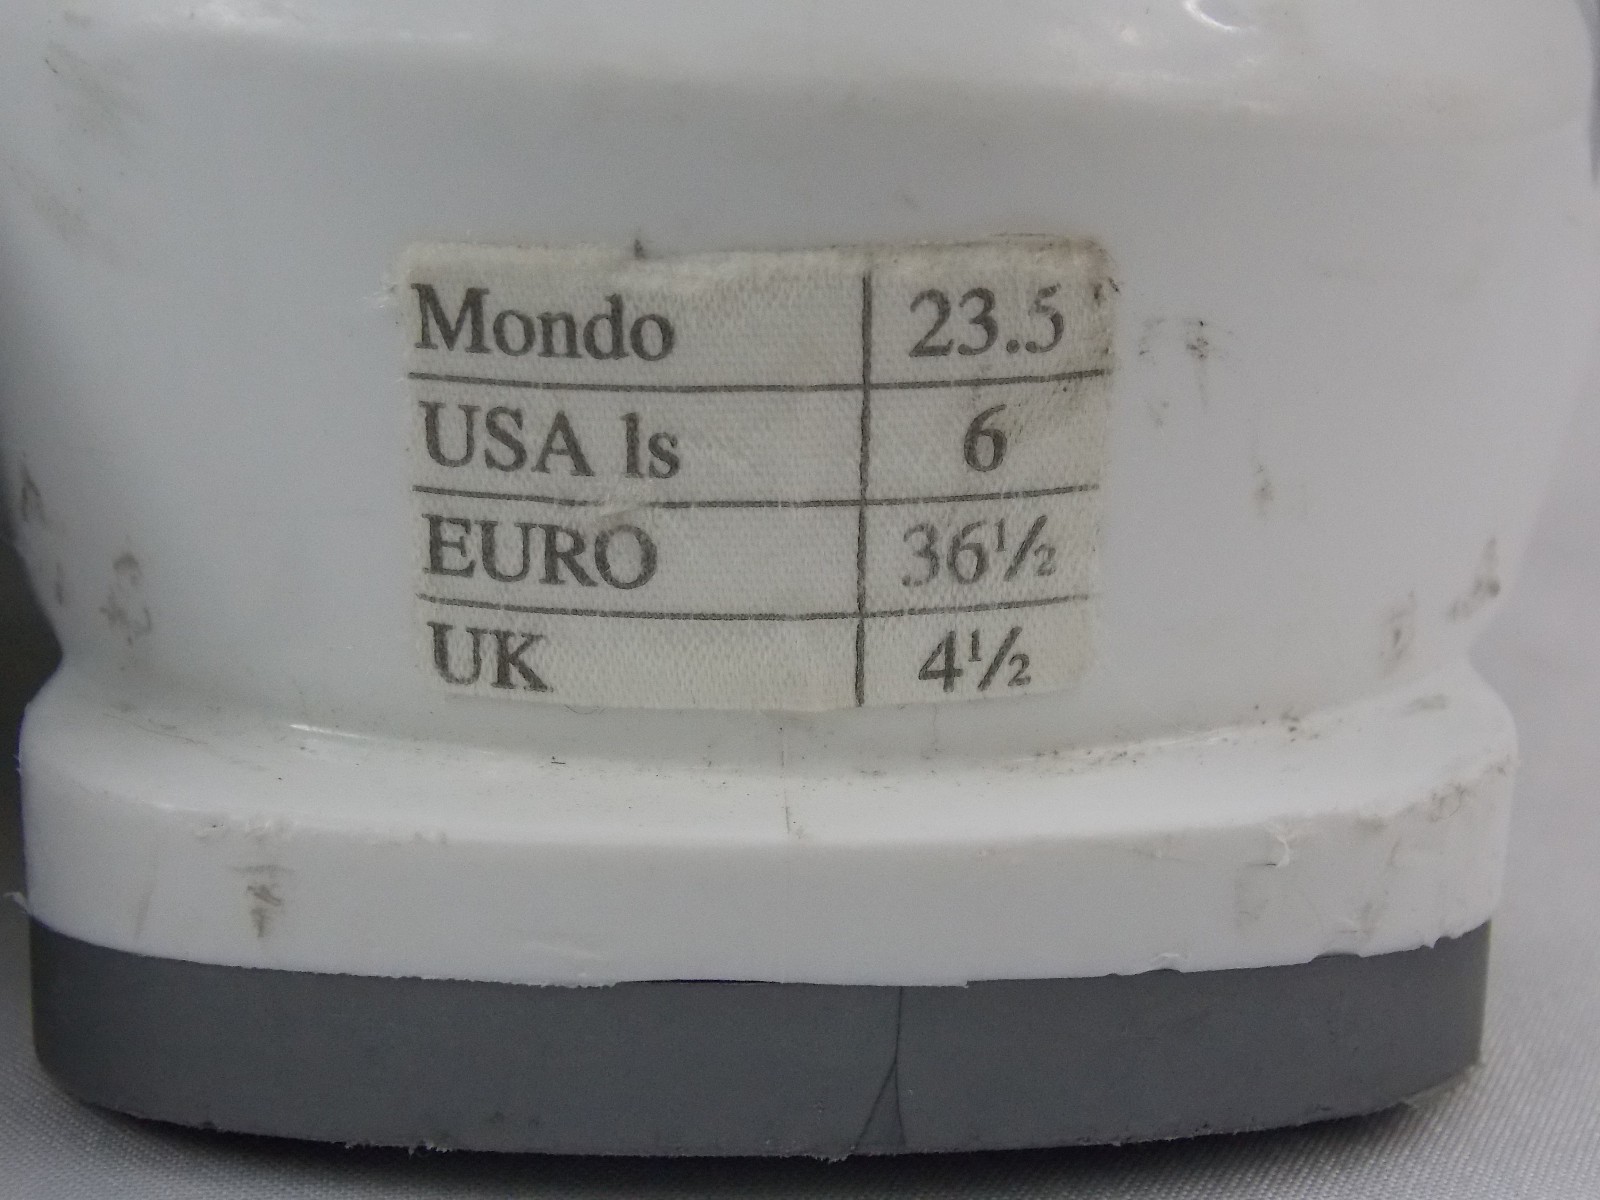 Mondo 23.5
USA ls 6
EURO 36½
UK 4½